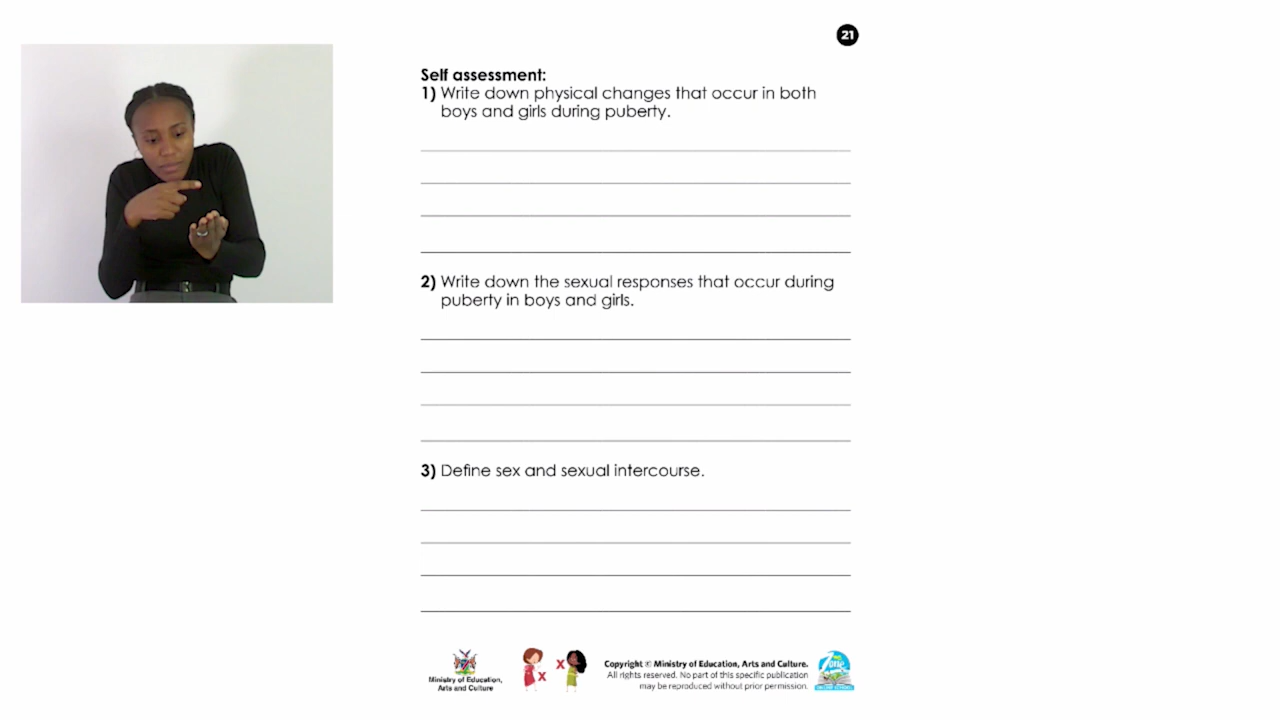 21
Self assessment:
1) Write down physical changes that occur in both
boys and girls during puberty.
2) Write down the sexual responses that occur during
puberty in boys and girls.
3) Define sex and sexual intercourse.
Ministry of Education,
Arts and Culture
X
X
Copyright © Ministry of Education, Arts and Culture.
All rights reserved. No part of this specific publication
may be reproduced without prior permission.